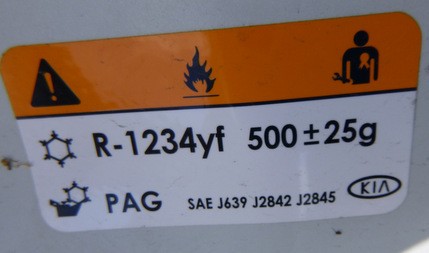 R-1234yf 500±25g
PAG SAE J639 J2842 J2845 KIA